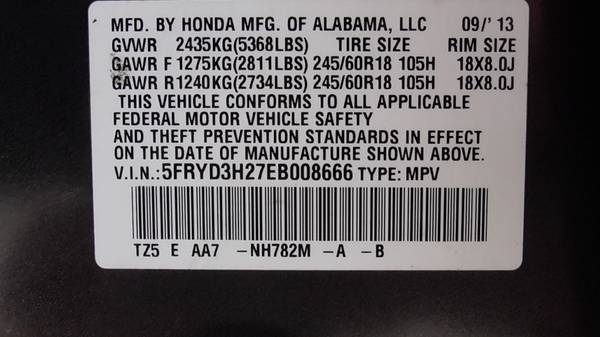 MFD. BY HONDA MFG. OF ALABAMA, LLC 09/' 13
GVWR 2435KG(5368LBS) TIRE SIZE RIM SIZE
GAWR F 1275KG(2811LBS) 245/60R18 105H 18X8.0J
GAWR R 1240KG(2734LBS) 245/60R18 105H 18X8.0J
THIS VEHICLE CONFORMS TO ALL APPLICABLE
FEDERAL MOTOR VEHICLE SAFETY
AND THEFT PREVENTION STANDARDS IN EFFECT
ON THE DATE OF MANUFACTURE SHOWN ABOVE.
V.I.N.:5FRYD3H27EB008666 TYPE: MPV
TZ5 E AA7 -NH782M -A -B